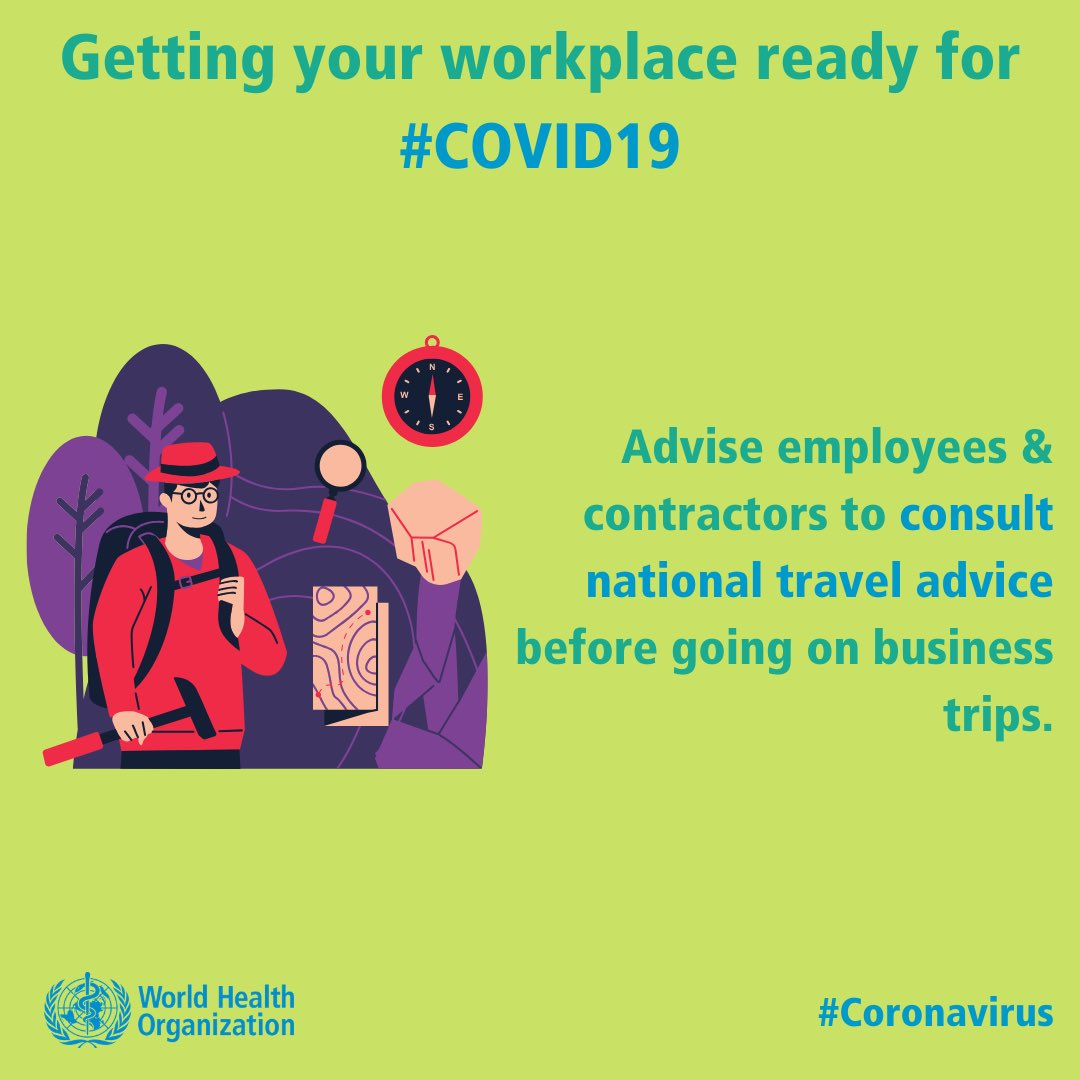 Getting your workplace ready for
#COVID19
N
W E
S
Advise employees &
contractors to consult
national travel advice
before going on business
trips.
World Health
Organization
#Coronavirus